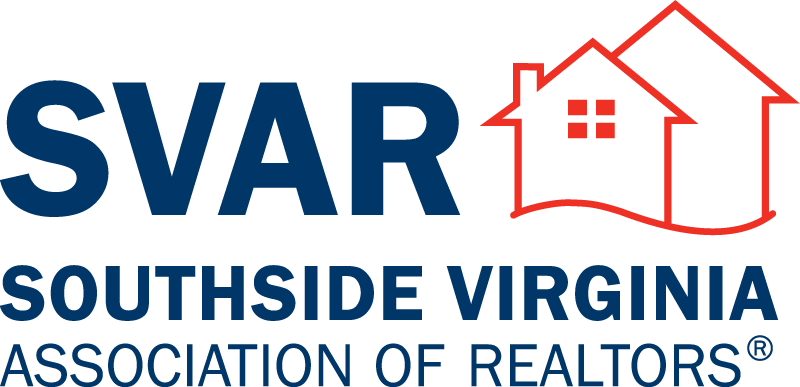 SVAR
SOUTHSIDE VIRGINIA
ASSOCIATION OF REALTORS®